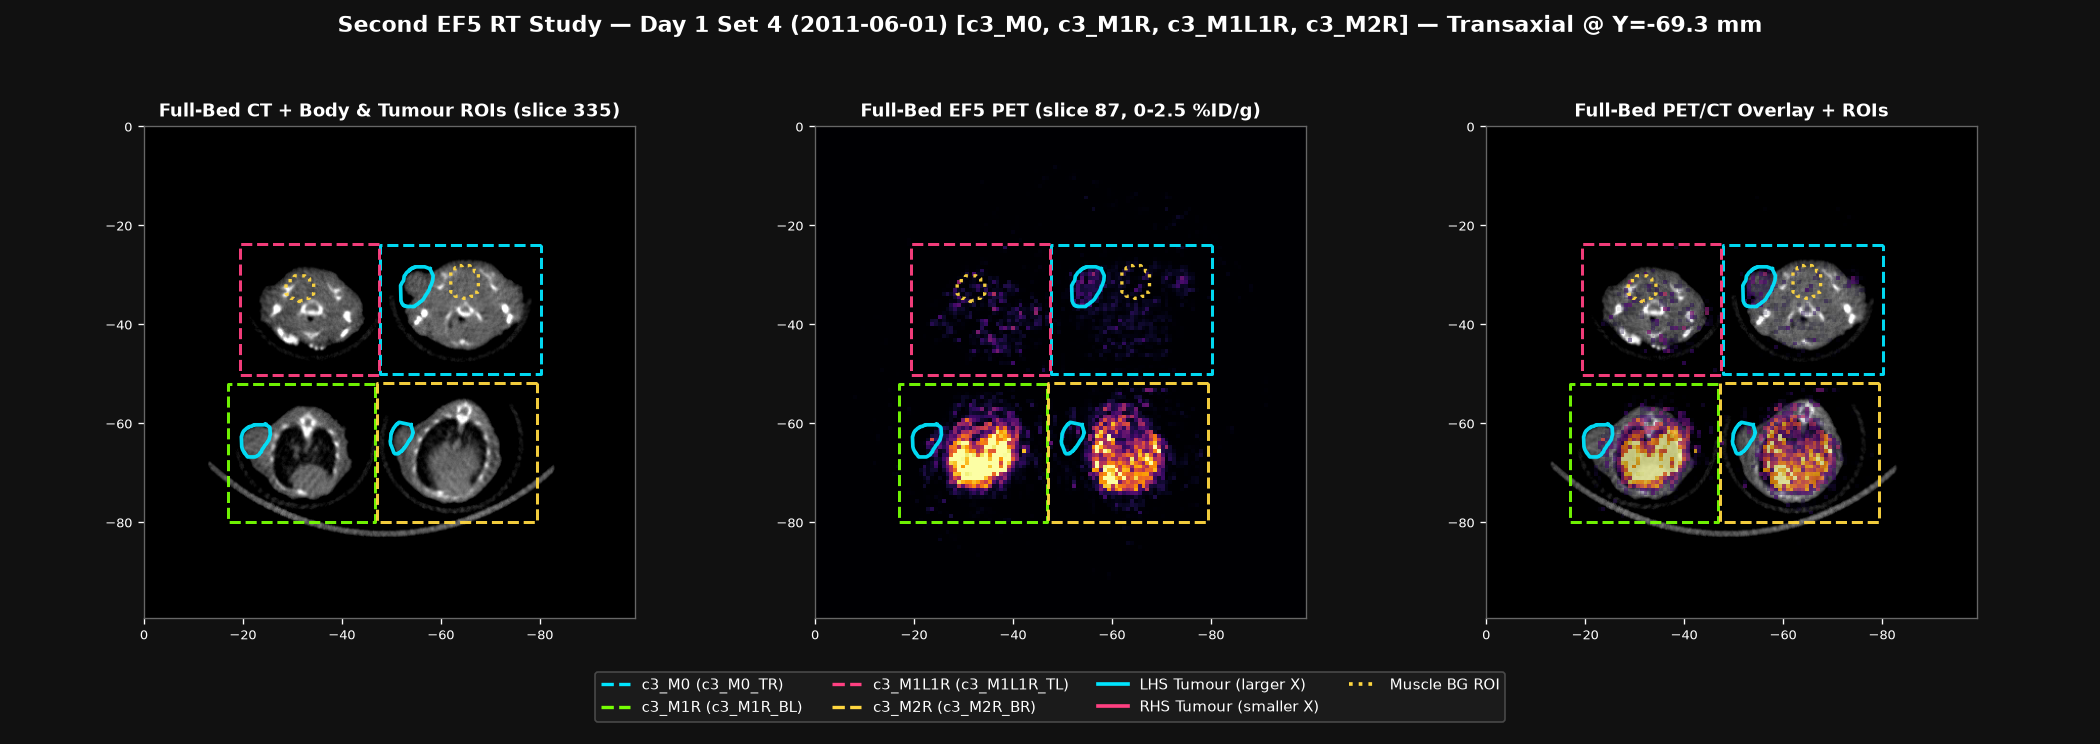 Second EF5 RT Study — Day 1 Set 4 (2011-06-01) [c3_M0, c3_M1R, c3_M1L1R, c3_M2R] — Transaxial @ Y=-69.3 mm
Full-Bed CT + Body & Tumour ROIs (slice 335)
0
−20
−40
−60
−80
0
−20
−40
−60
−80
Full-Bed EF5 PET (slice 87, 0-2.5 %ID/g)
0
−20
−40
−60
−80
0
−20
−40
−60
−80
Full-Bed PET/CT Overlay + ROIs
0
−20
−40
−60
−80
0
−20
−40
−60
−80
c3_M0 (c3_M0_TR)
c3_M1R (c3_M1R_BL)
c3_M1L1R (c3_M1L1R_TL)
c3_M2R (c3_M2R_BR)
LHS Tumour (larger X)
RHS Tumour (smaller X)
Muscle BG ROI